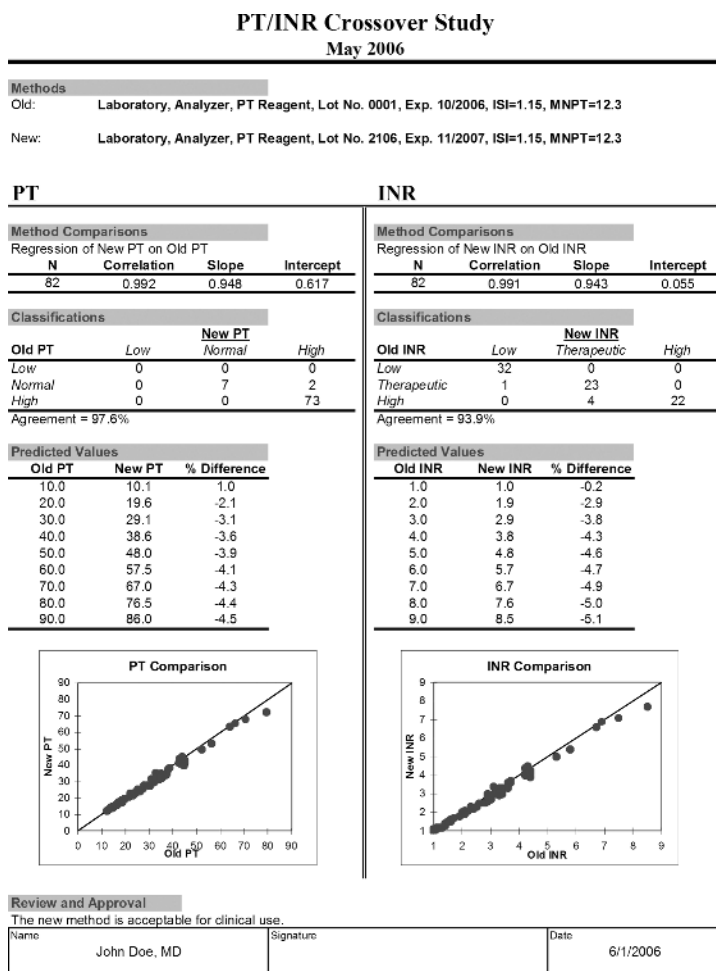 PT/INR Crossover Study
May 2006
Methods
Old: Laboratory, Analyzer, PT Reagent, Lot No. 0001, Exp. 10/2006, ISI=1.15, MNPT=12.3
New: Laboratory, Analyzer, PT Reagent, Lot No. 2106, Exp. 11/2007, ISI=1.15, MNPT=12.3
PT
Method Comparisons
Regression of New PT on Old PT
N Correlation Slope Intercept
82 0.992 0.948 0.617
Classifications
New PT
Old PT Low Normal High
Low 0 0 0
Normal 0 7 2
High 0 0 73
Agreement = 97.6%
Predicted Values
Old PT New PT % Difference
10.0 10.1 1.0
20.0 19.6 -2.1
30.0 29.1 -3.1
40.0 38.6 -3.6
50.0 48.0 -3.9
60.0 57.5 -4.1
70.0 67.0 -4.3
80.0 76.5 -4.4
90.0 86.0 -4.5
PT Comparison
90
80
70
60
50
40
30
20
10
0
New PT
0 10 20 30 40 50 60 70 80 90
Old PT
INR
Method Comparisons
Regression of New INR on Old INR
N Correlation Slope Intercept
82 0.991 0.943 0.055
Classifications
New INR
Old INR Low Therapeutic High
Low 32 0 0
Therapeutic 1 23 0
High 0 4 22
Agreement = 93.9%
Predicted Values
Old INR New INR % Difference
1.0 1.0 -0.2
2.0 1.9 -2.9
3.0 2.9 -3.8
4.0 3.8 -4.3
5.0 4.8 -4.6
6.0 5.7 -4.7
7.0 6.7 -4.9
8.0 7.6 -5.0
9.0 8.5 -5.1
INR Comparison
9
8
7
6
5
4
3
2
1
New INR
1 2 3 4 5 6 7 8 9
Old INR
Review and Approval
The new method is acceptable for clinical use.
Name Signature Date
John Doe, MD 6/1/2006